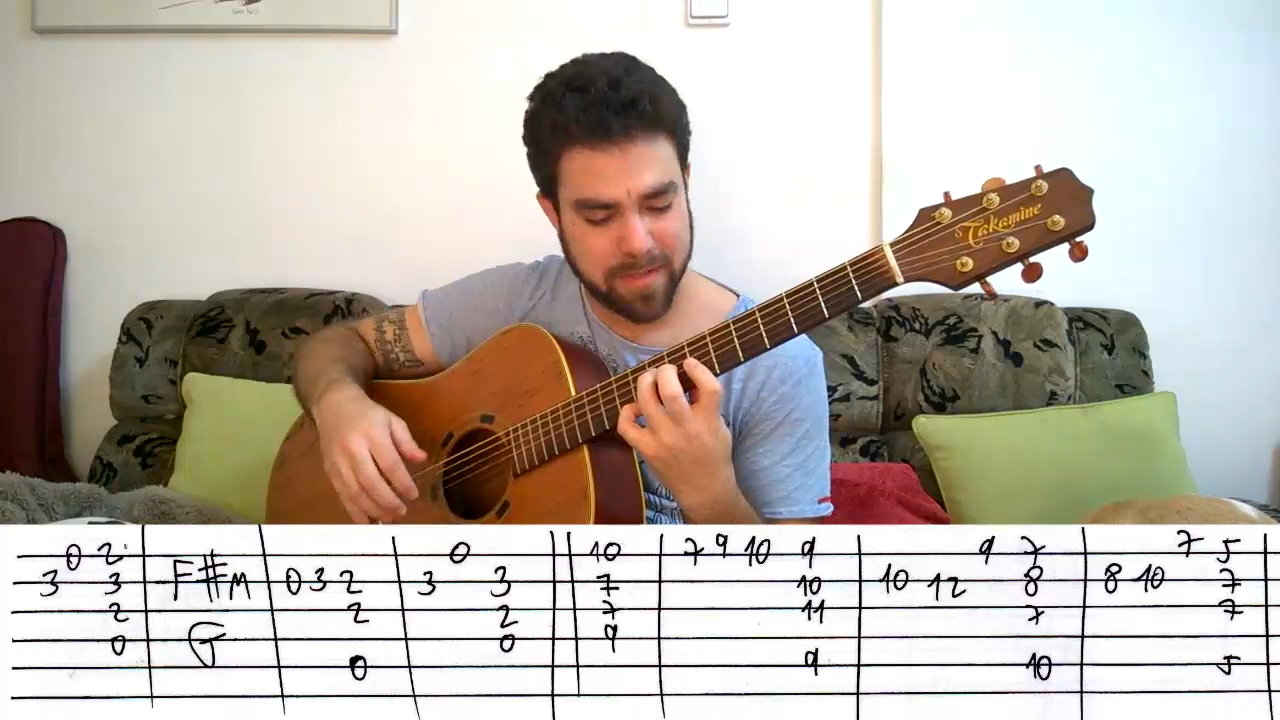 Takamine
0 2 0 7 9 10 9 9 7 7 5
3 3 F#m 0 3 2 3 3 10 7 10 10 12 8 8 10 7
2 2 2 7 11 7 7
0 G 0 9
0 9 10 5